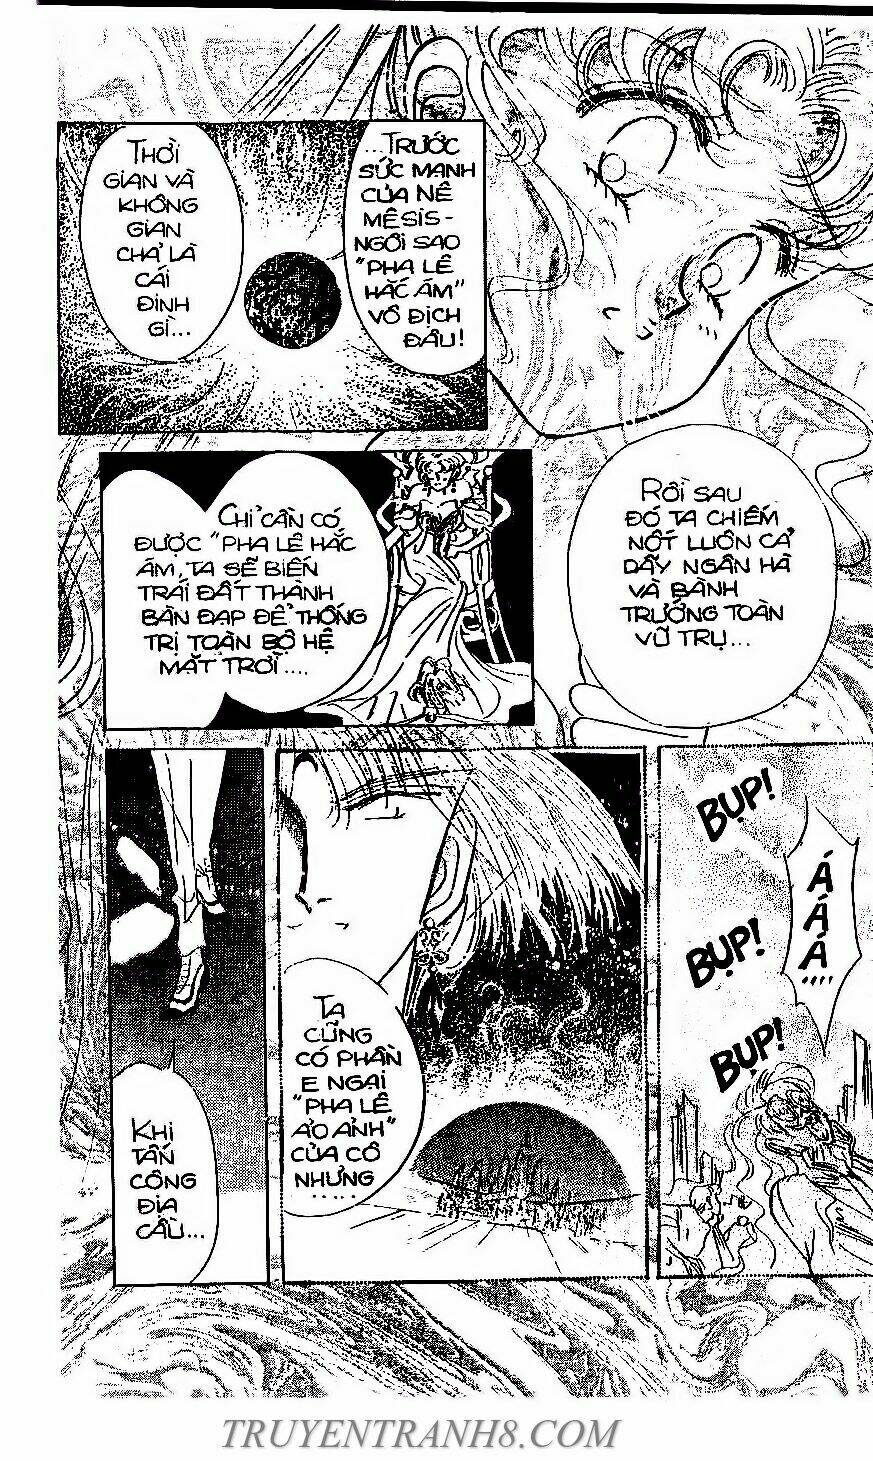 THỜI
GIAN VÀ
KHÔNG
GIAN
CHẢ LÀ
CÁI
ĐINH
GÌ...
...TRƯỚC
SỨC MẠNH
CỦA NÊ
MÊSIS-
NGÔI SAO
"PHA LÊ
HẮC ÁM"
VÔ ĐỊCH
ĐÂU!
CHỈ CẦN CÓ
ĐƯỢC "PHA LÊ HẮC
ÁM, TA SẼ BIẾN
TRÁI ĐẤT THÀNH
BÀN ĐẠP ĐỂ THỐNG
TRỊ TOÀN BỘ HỆ
MẶT TRỜI....
RỒI SAU
ĐÓ TA CHIẾM
NỐT LUÔN CẢ
DÃY NGÂN HÀ
VÀ BÀNH
TRƯỚNG TOÀN
VŨ TRỤ...
KHI
TẤN
CÔNG
ĐỊA
CẦU...
TA
CŨNG
CÓ PHẦN
E NGẠI
"PHA LÊ
ẢO ẢNH"
CỦA CÔ
NHƯNG
.....
BỤP!
BỤP!
BỤP!
Á
Á
Á
....
TRUYENTRANH8.COM